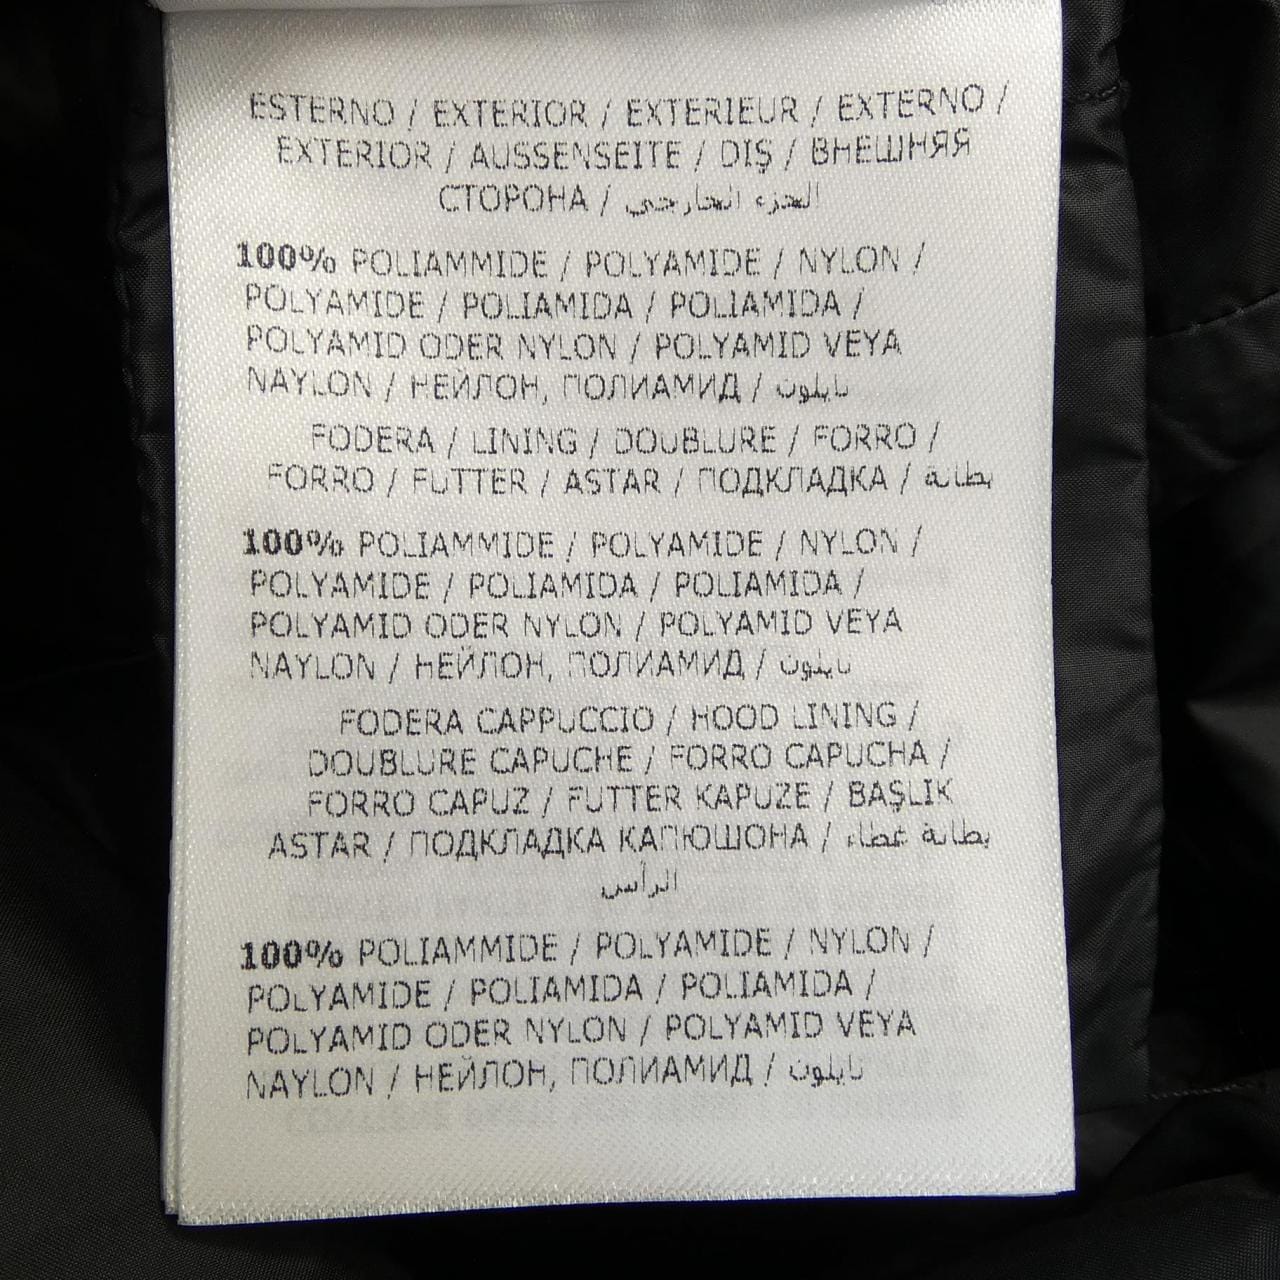 ESTERNO / EXTERIOR / EXTERIEUR / EXTERNO /
EXTERIOR / AUSSENSEITE / DIŞ / ВНЕШНЯЯ
СТОРОНА / الجزء الخارجي
100% POLIAMMIDE / POLYAMIDE / NYLON /
POLYAMIDE / POLIAMIDA / POLIAMIDA /
POLYAMID ODER NYLON / POLYAMID VEYA
NAYLON / НЕЙЛОН, ПОЛИАМИД / نايلون
FODERA / LINING / DOUBLURE / FORRO /
FORRO / FUTTER / ASTAR / ПОДКЛАДКА / بطانة
100% POLIAMMIDE / POLYAMIDE / NYLON /
POLYAMIDE / POLIAMIDA / POLIAMIDA /
POLYAMID ODER NYLON / POLYAMID VEYA
NAYLON / НЕЙЛОН, ПОЛИАМИД / نايلون
FODERA CAPPUCCIO / HOOD LINING /
DOUBLURE CAPUCHE / FORRO CAPUCHA /
FORRO CAPUZ / FUTTER KAPUZE / BAŞLIK
ASTAR / ПОДКЛАДКА КАПЮШОНА / بطانة غطاء
الرأس
100% POLIAMMIDE / POLYAMIDE / NYLON /
POLYAMIDE / POLIAMIDA / POLIAMIDA /
POLYAMID ODER NYLON / POLYAMID VEYA
NAYLON / НЕЙЛОН, ПОЛИАМИД / نايلون